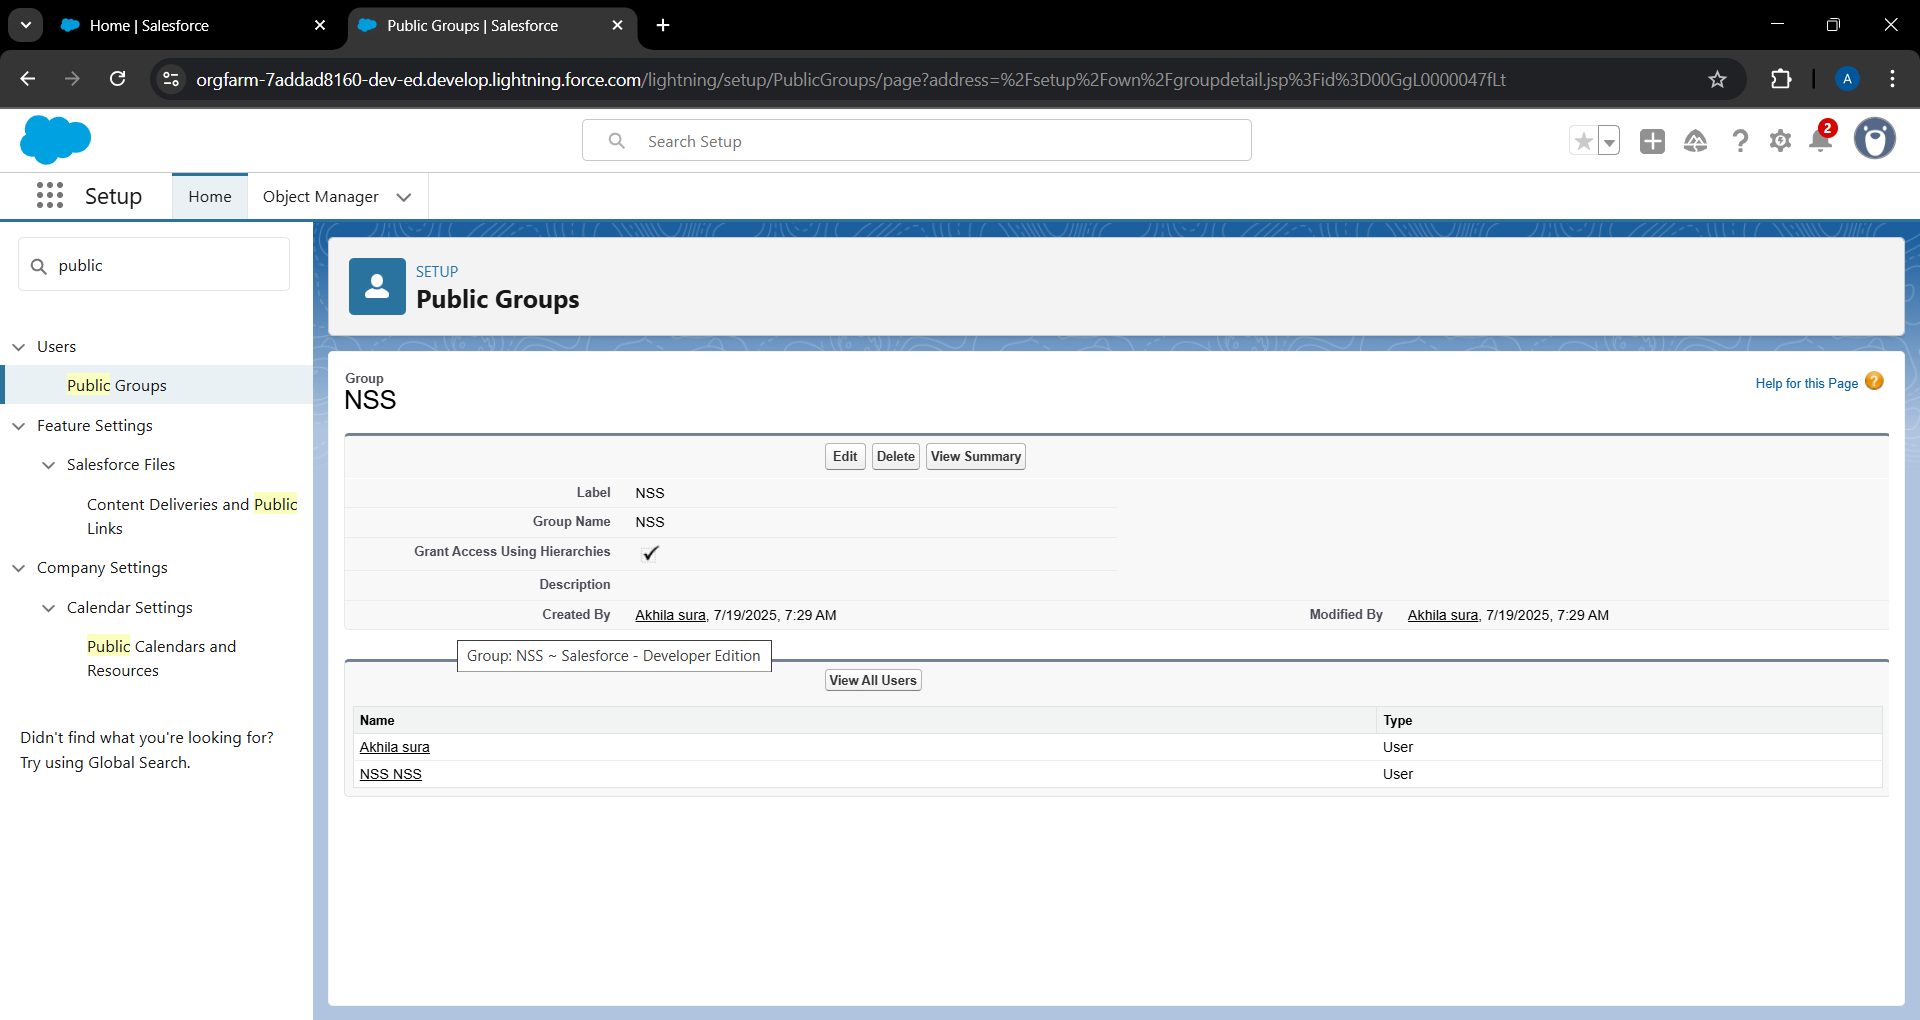 Home | Salesforce
Public Groups | Salesforce
orgfarm-7addad8160-dev-ed.develop.lightning.force.com/lightning/setup/PublicGroups/page?address=%2Fsetup%2Fown%2Fgroupdetail.jsp%3Fid%3D00GgL0000047fLt
A
Search Setup
2
Setup
Home
Object Manager
public
Users
Public Groups
Feature Settings
Salesforce Files
Content Deliveries and Public
Links
Company Settings
Calendar Settings
Public Calendars and
Resources
Didn't find what you're looking for?
Try using Global Search.
SETUP
Public Groups
Group
NSS
Help for this Page ?
Edit Delete View Summary
Label NSS
Group Name NSS
Grant Access Using Hierarchies
Description
Created By Akhila sura, 7/19/2025, 7:29 AM Modified By Akhila sura, 7/19/2025, 7:29 AM
Group: NSS ~ Salesforce - Developer Edition
View All Users
Name Type
Akhila sura User
NSS NSS User